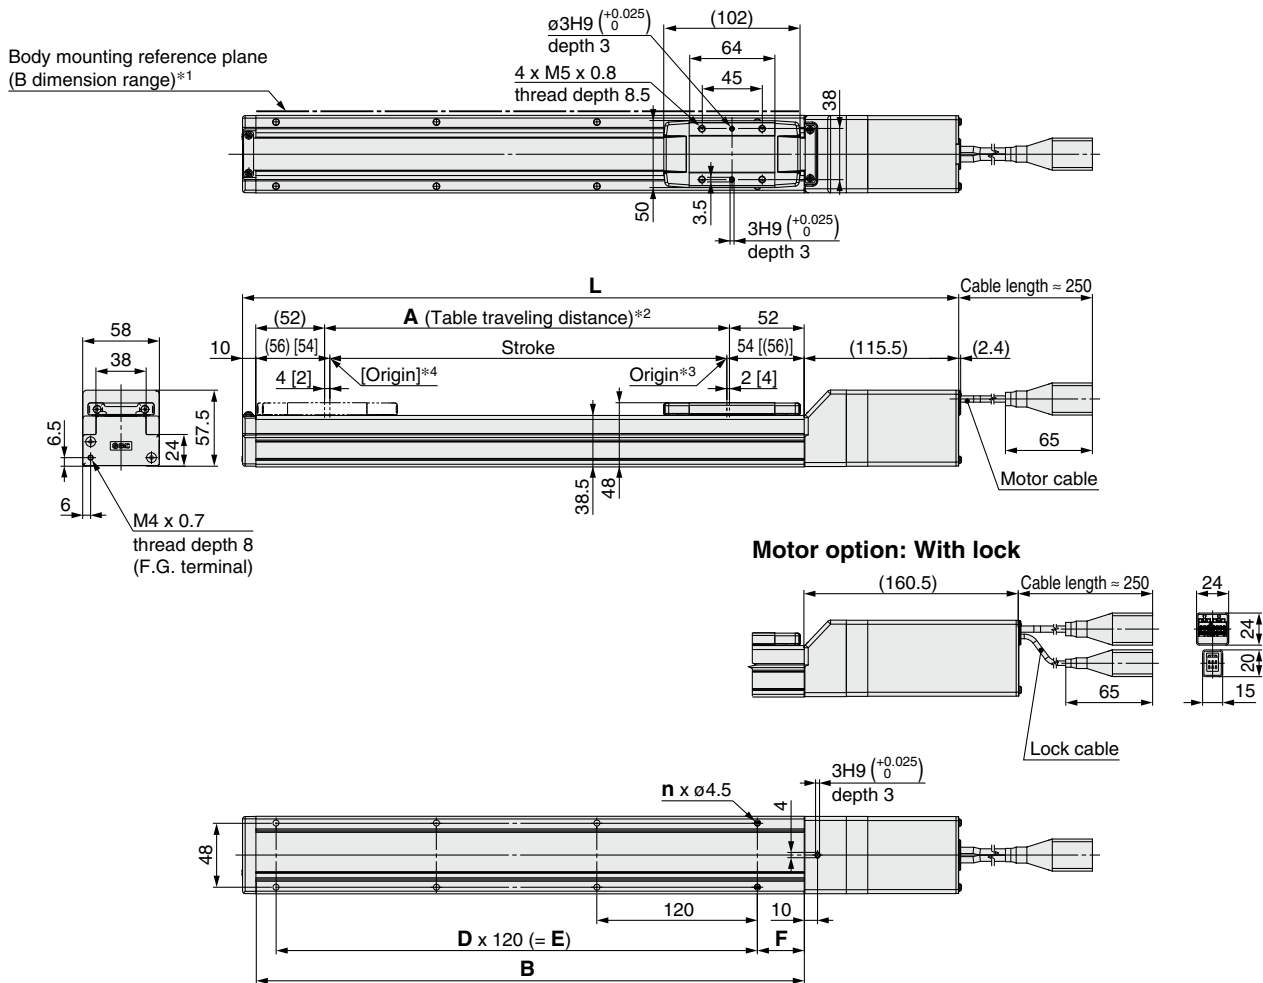 ø3H9 (+0.025 0)
depth 3
(102)
64
45
4 x M5 x 0.8
thread depth 8.5
Body mounting reference plane
(B dimension range)*1
38
50
3.5
3H9 (+0.025 0)
depth 3
L
Cable length ≈ 250
(52)
A (Table traveling distance)*2
52
10
(56) [54]
Stroke
54 [(56)]
(115.5)
(2.4)
4 [2]
[Origin]*4
Origin*3
2 [4]
58
38
6.5
24
57.5
6
M4 x 0.7
thread depth 8
(F.G. terminal)
38.5
48
65
Motor cable
Motor option: With lock
(160.5)
Cable length ≈ 250
24
24
20
65
15
Lock cable
n x ø4.5
3H9 (+0.025 0)
depth 3
4
48
120
10
D x 120 (= E)
F
B